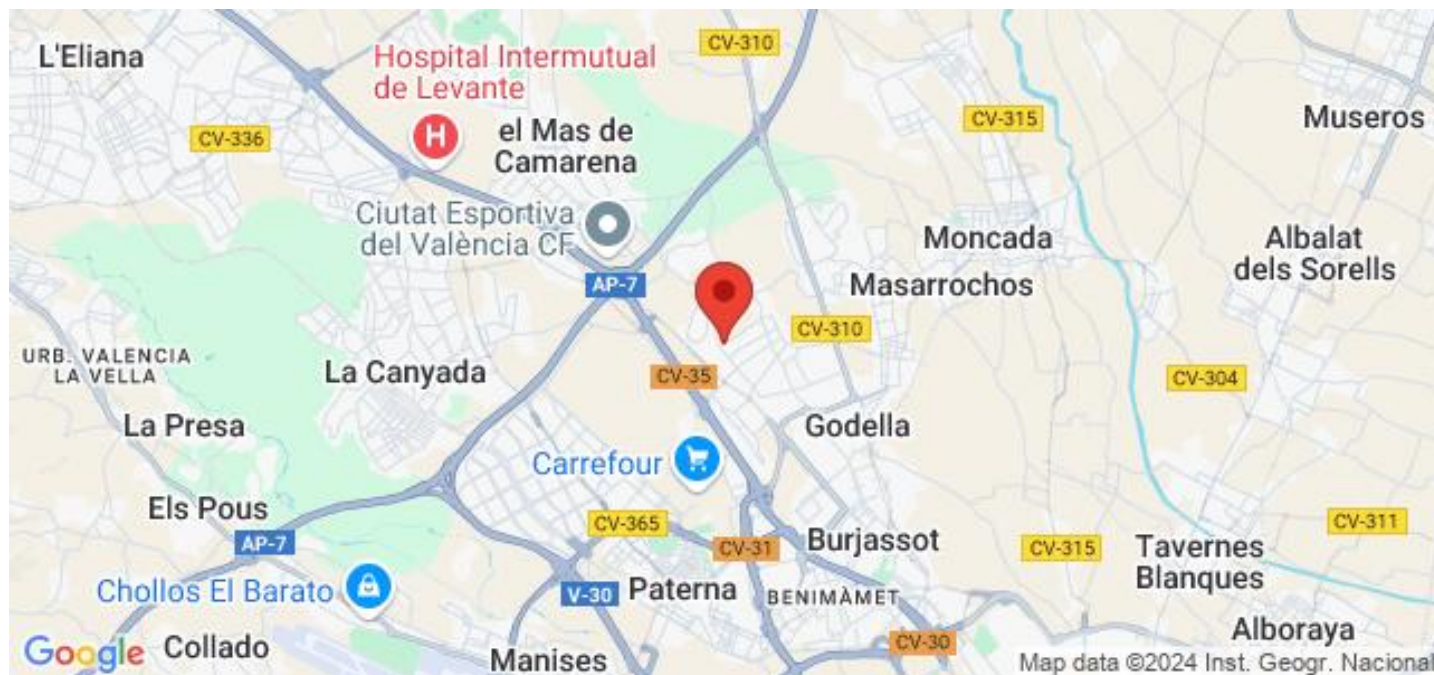 L'Eliana
Hospital Intermutual
de Levante
CV-310
CV-336
H
el Mas de
Camarena
CV-315
Museros
Ciutat Esportiva
del València CF
Moncada
Albalat
dels Sorells
AP-7
Masarrochos
CV-310
URB. VALENCIA
LA VELLA
La Canyada
CV-35
CV-304
La Presa
Godella
Carrefour
Els Pous
CV-365
CV-311
AP-7
CV-31
Burjassot
CV-315
Tavernes
Blanques
Chollos El Barato
V-30
Paterna
BENIMÀMET
Alboraya
Google
Collado
Manises
CV-30
Map data ©2024 Inst. Geogr. Nacional